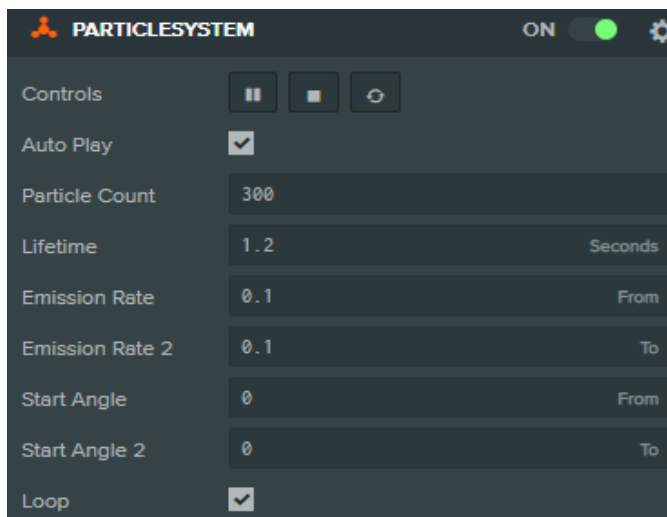 PARTICLESYSTEM ON
Controls
Auto Play
Particle Count 300
Lifetime 1.2 Seconds
Emission Rate 0.1 From
Emission Rate 2 0.1 To
Start Angle 0 From
Start Angle 2 0 To
Loop